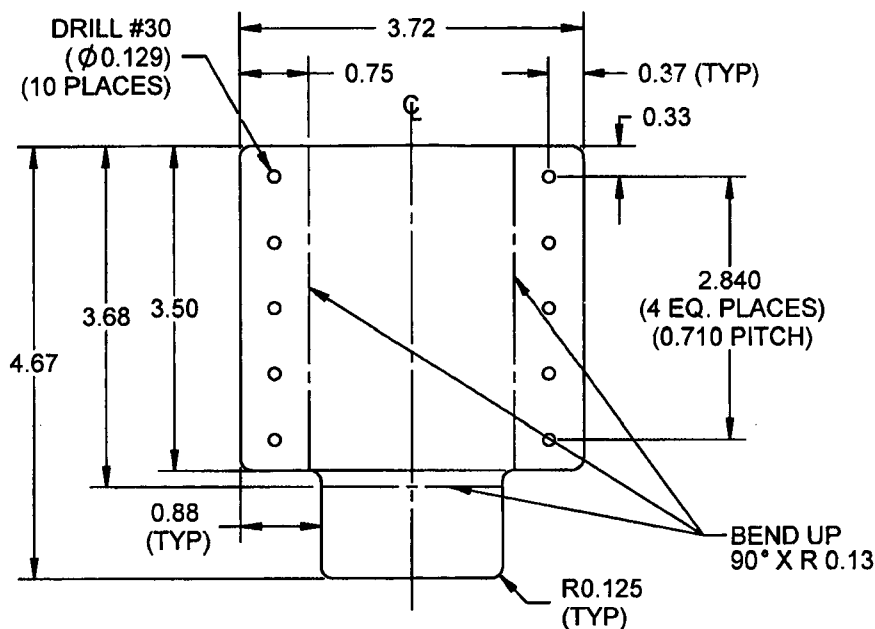 DRILL #30
(Ø0.129)
(10 PLACES)
3.72
0.75
0.37 (TYP)
℄
0.33
4.67
3.68
3.50
2.840
(4 EQ. PLACES)
(0.710 PITCH)
0.88
(TYP)
BEND UP
90° X R 0.13
R0.125
(TYP)